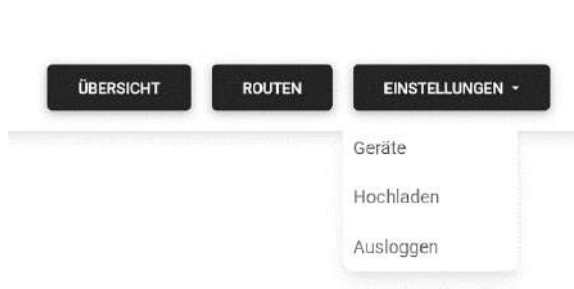 ÜBERSICHT ROUTEN EINSTELLUNGEN
Geräte
Hochladen
Ausloggen